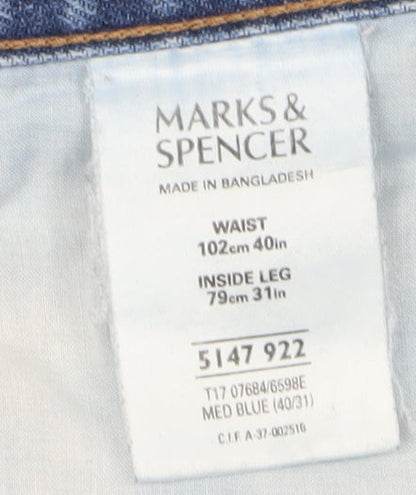 MARKS &
SPENCER
MADE IN BANGLADESH
WAIST
102cm 40in
INSIDE LEG
79cm 31in
5147 922
T17 07684/6598E
MED BLUE (40/31)
C.I.F. A-37-002516